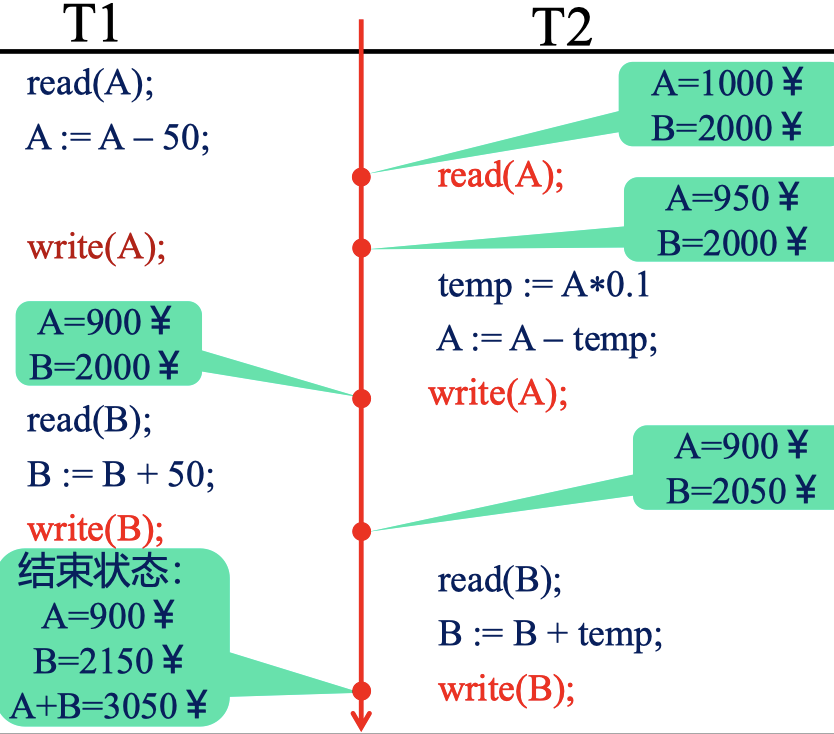 T1
T2
read(A);
A := A – 50;
A=1000 ¥
B=2000 ¥
read(A);
A=950 ¥
B=2000 ¥
write(A);
temp := A*0.1
A := A – temp;
A=900 ¥
B=2000 ¥
write(A);
read(B);
B := B + 50;
A=900 ¥
B=2050 ¥
write(B);
结束状态:
A=900 ¥
B=2150 ¥
A+B=3050 ¥
read(B);
B := B + temp;
write(B);